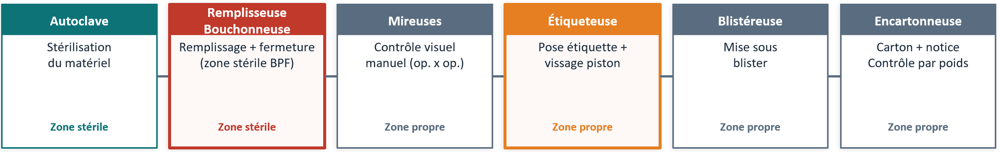 Autoclave
Stérilisation
du matériel
Zone stérile
Remplisseuse
Bouchonneuse
Remplissage + fermeture
(zone stérile BPF)
Zone stérile
Mireuses
Contrôle visuel
manuel (op. x op.)
Zone propre
Étiqueteuse
Pose étiquette +
vissage piston
Zone propre
Blistéreuse
Mise sous
blister
Zone propre
Encartonneuse
Carton + notice
Contrôle par poids
Zone propre